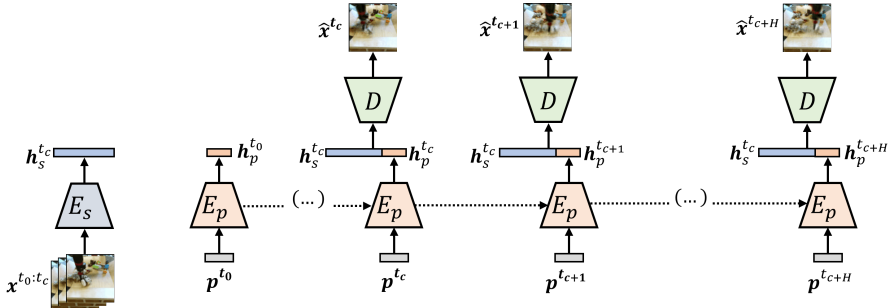 x̂^{t_c} x̂^{t_{c+1}} x̂^{t_{c+H}}
D D D
h_s^{t_c} h_p^{t_0} h_s^{t_c} h_p^{t_c} h_s^{t_c} h_p^{t_{c+1}} h_s^{t_c} h_p^{t_{c+H}}
E_s E_p (...) E_p E_p (...) E_p
x^{t_0:t_c} p^{t_0} p^{t_c} p^{t_{c+1}} p^{t_{c+H}}